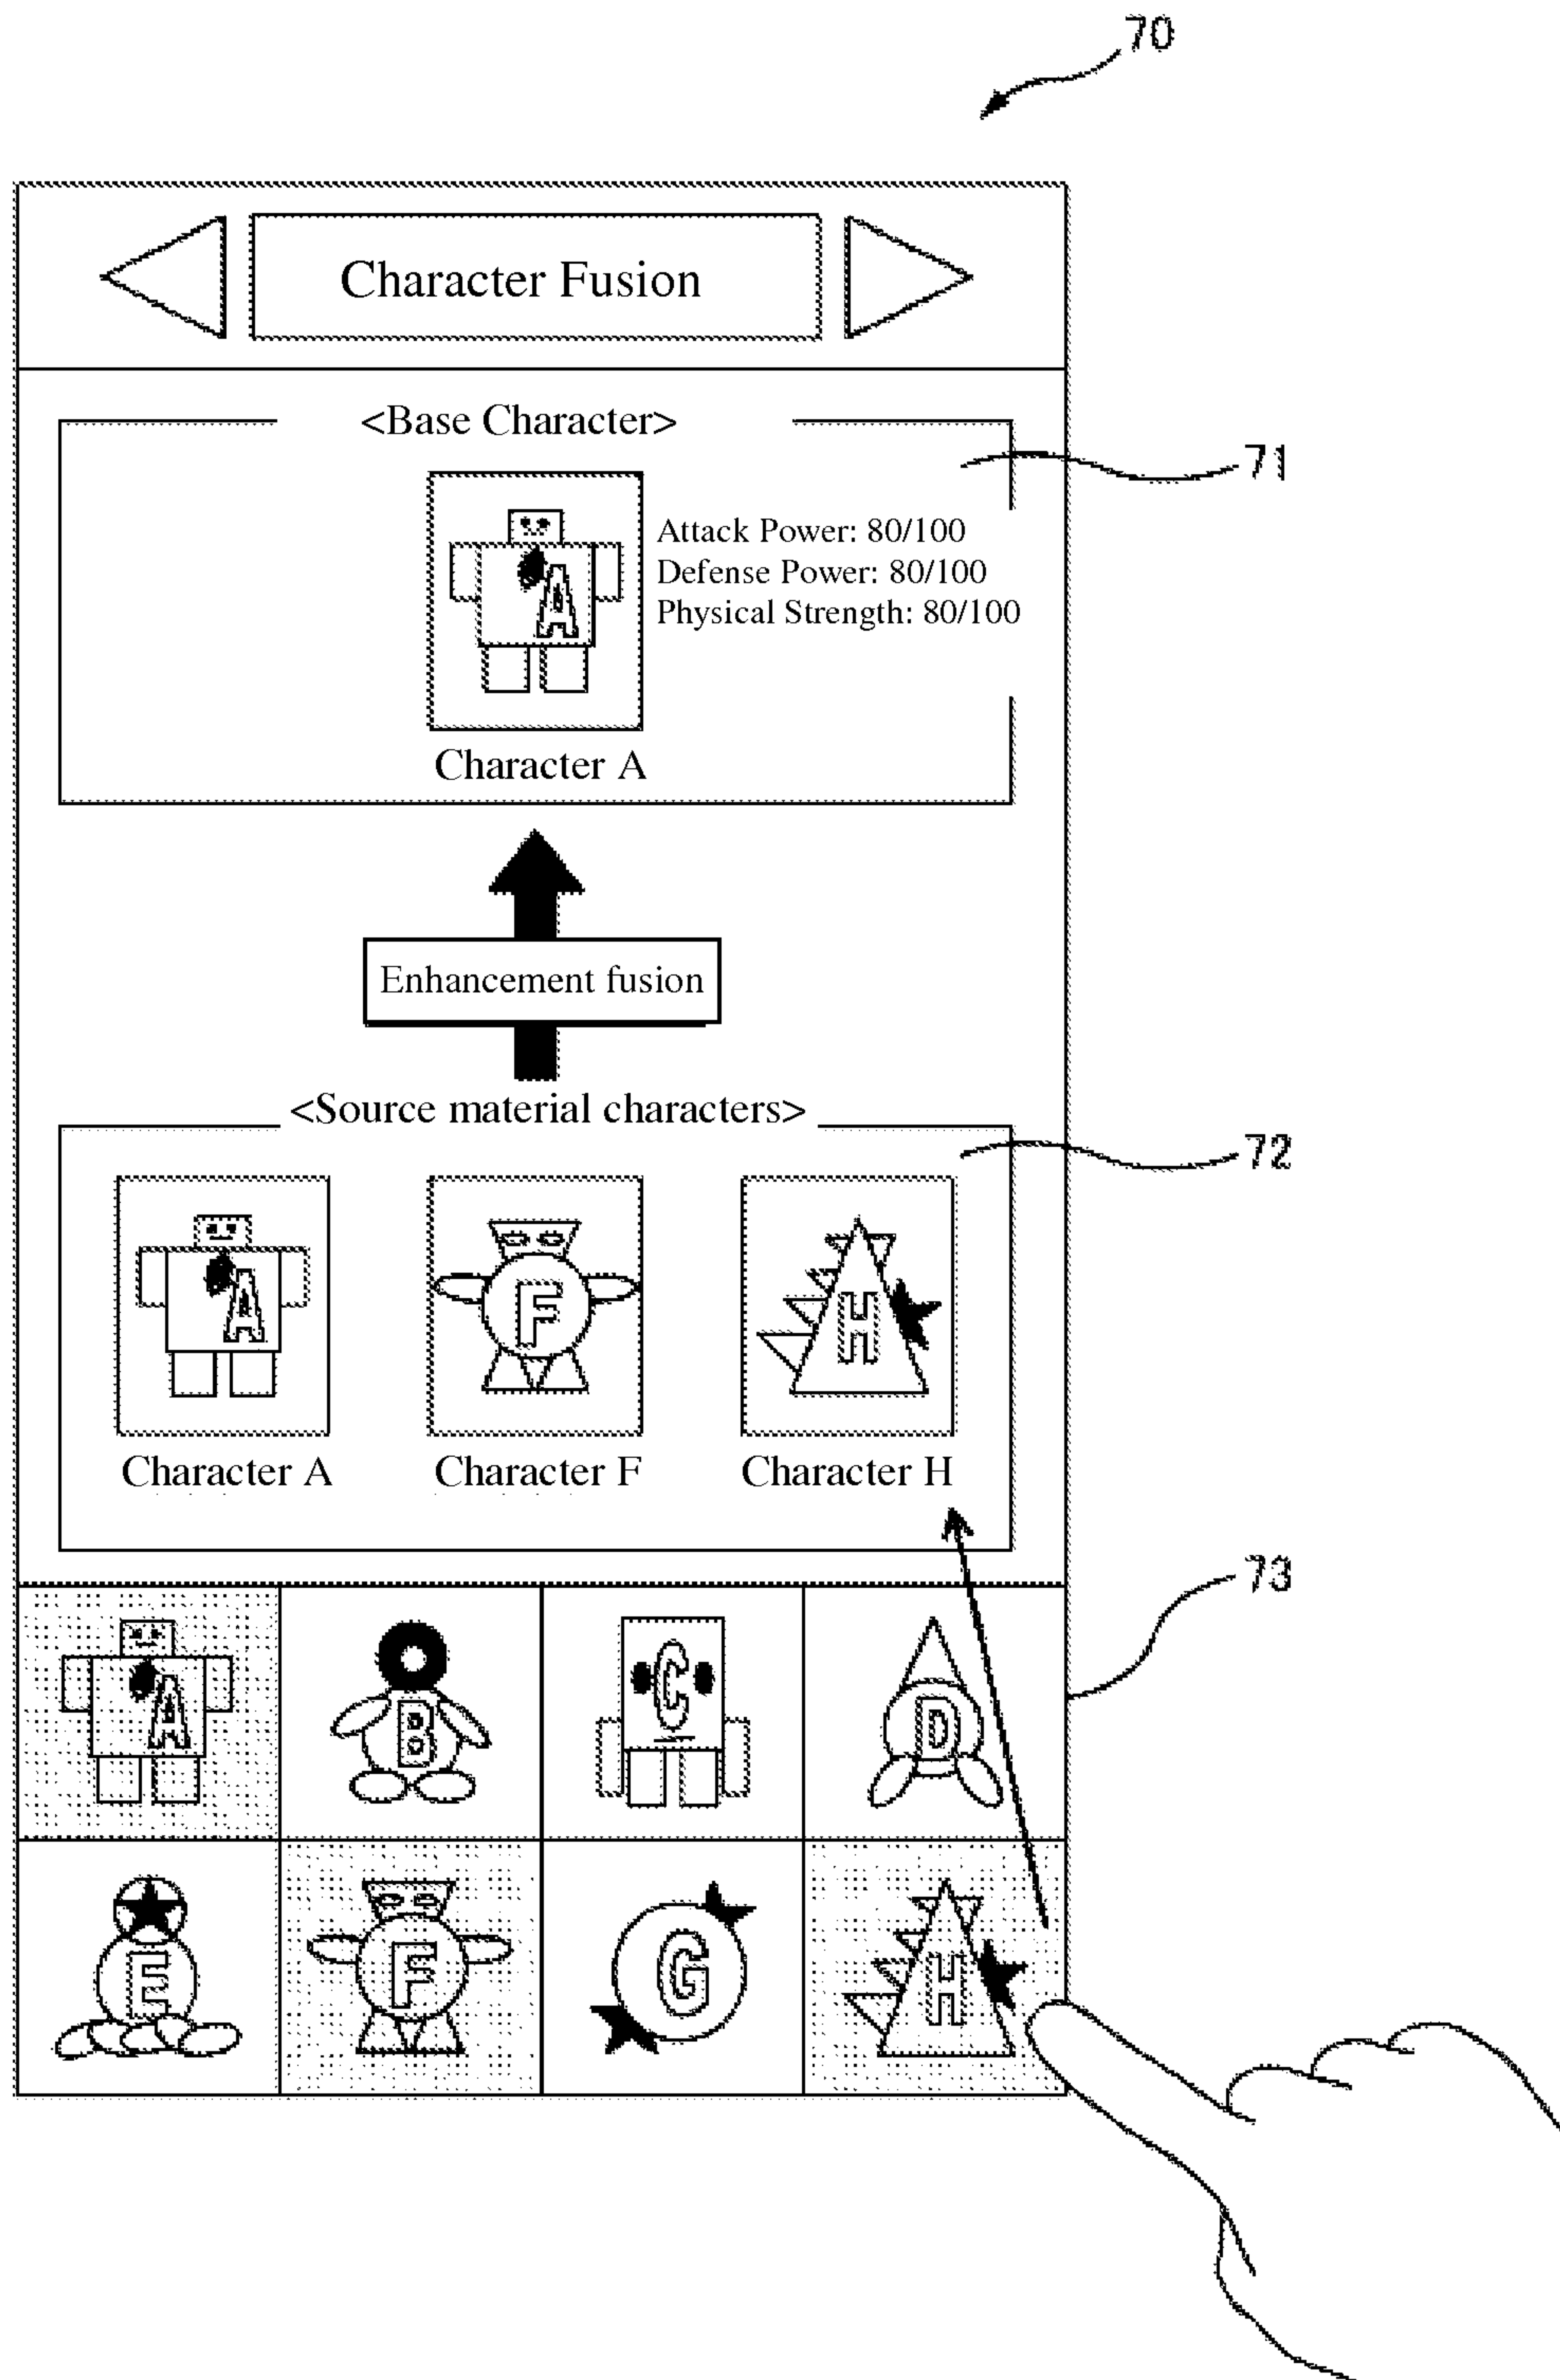 70
Character Fusion
<Base Character>
71
Attack Power: 80/100
Defense Power: 80/100
Physical Strength: 80/100
A
Character A
Enhancement fusion
<Source material characters>
72
A F H
Character A Character F Character H
73
A B C D
E F G H